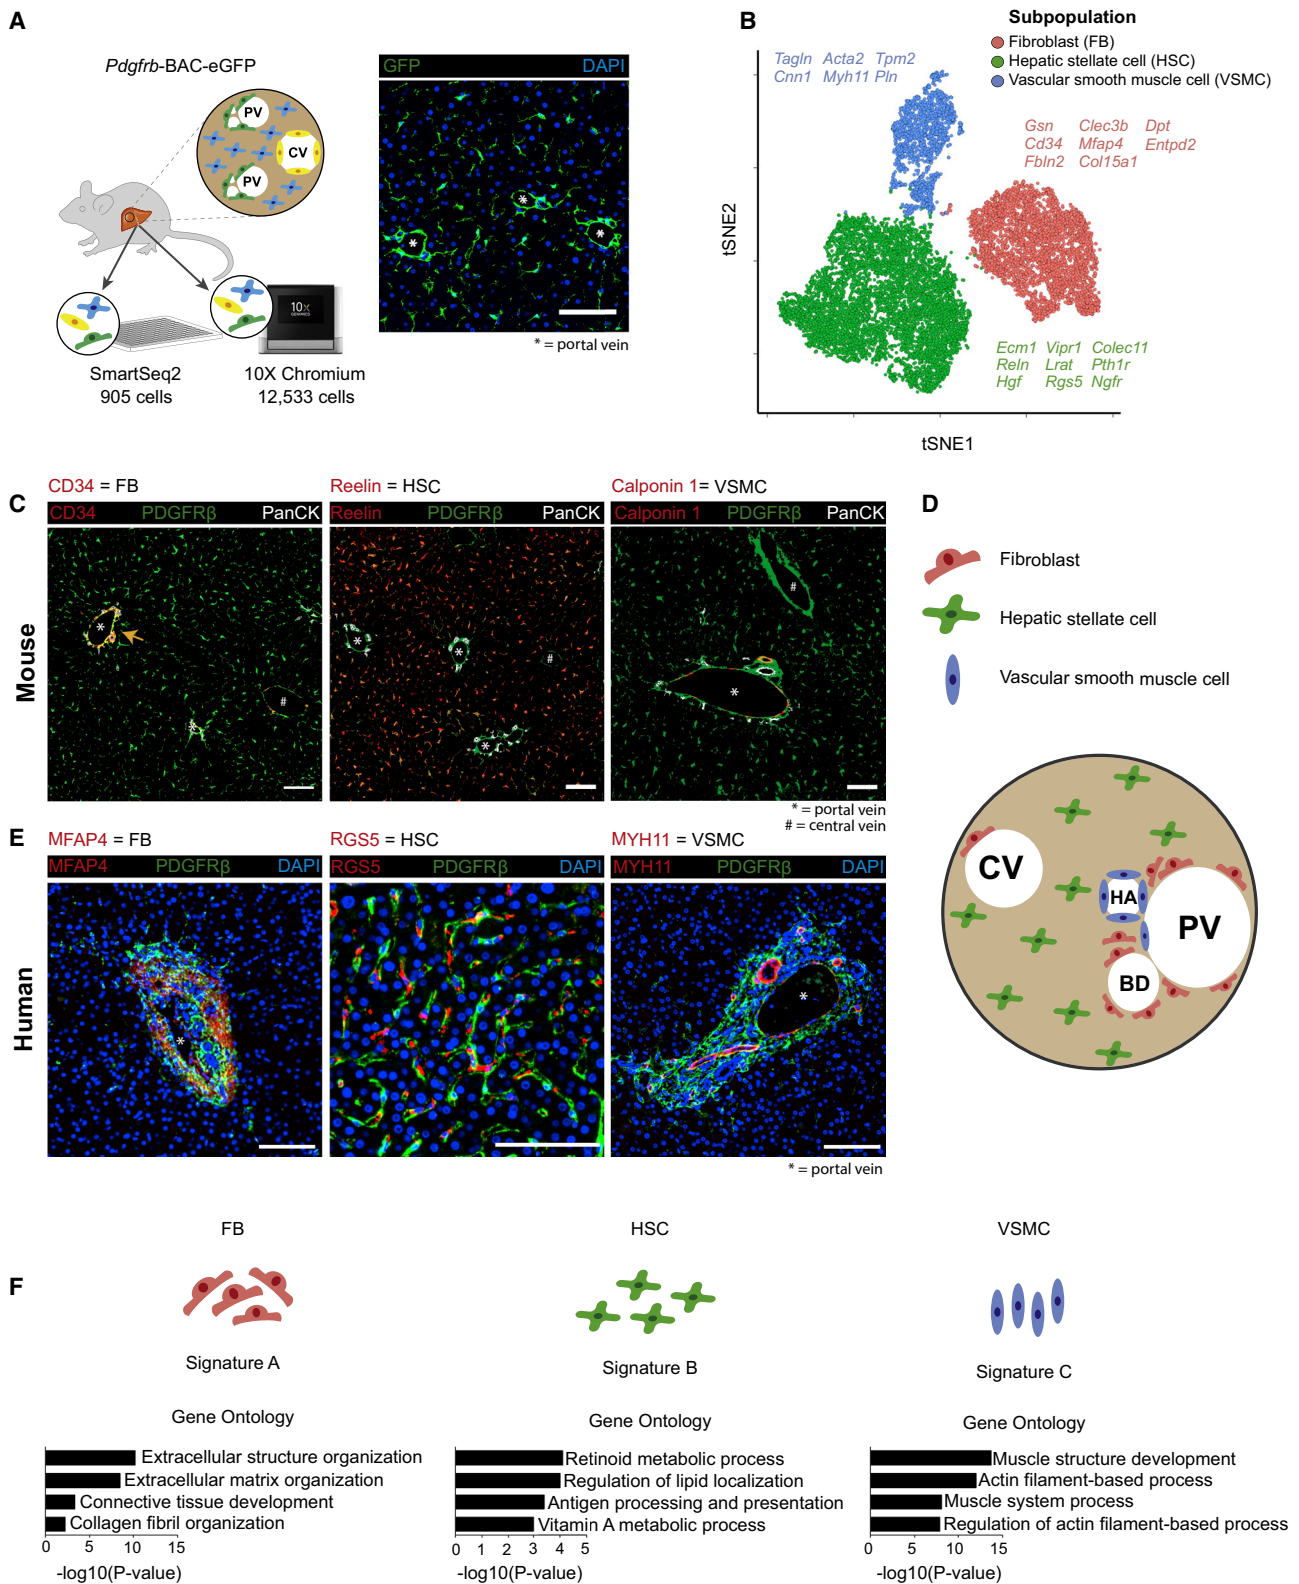 A
Pdgfrb-BAC-eGFP
PV
CV
PV
10X
GENOMICS
SmartSeq2
905 cells
10X Chromium
12,533 cells
GFP DAPI
* * *
* = portal vein
B
Subpopulation
Fibroblast (FB)
Hepatic stellate cell (HSC)
Vascular smooth muscle cell (VSMC)
Tagln Acta2 Tpm2
Cnn1 Myh11 Pln
Gsn Clec3b Dpt
Cd34 Mfap4 Entpd2
Fbln2 Col15a1
Ecm1 Vipr1 Colec11
Reln Lrat Pth1r
Hgf Rgs5 Ngfr
tSNE2
tSNE1
C
Mouse
CD34 = FB
CD34 PDGFRβ PanCK
* # *
Reelin = HSC
Reelin PDGFRβ PanCK
* * # *
Calponin 1 = VSMC
Calponin 1 PDGFRβ PanCK
# *
* = portal vein
# = central vein
D
Fibroblast
Hepatic stellate cell
Vascular smooth muscle cell
CV
HA
PV
BD
E
Human
MFAP4 = FB
MFAP4 PDGFRβ DAPI
*
RGS5 = HSC
RGS5 PDGFRβ DAPI
MYH11 = VSMC
MYH11 PDGFRβ DAPI
*
* = portal vein
F
FB
Signature A
Gene Ontology
Extracellular structure organization
Extracellular matrix organization
Connective tissue development
Collagen fibril organization
0 5 10 15
-log10(P-value)
HSC
Signature B
Gene Ontology
Retinoid metabolic process
Regulation of lipid localization
Antigen processing and presentation
Vitamin A metabolic process
0 1 2 3 4 5
-log10(P-value)
VSMC
Signature C
Gene Ontology
Muscle structure development
Actin filament-based process
Muscle system process
Regulation of actin filament-based process
0 5 10 15
-log10(P-value)